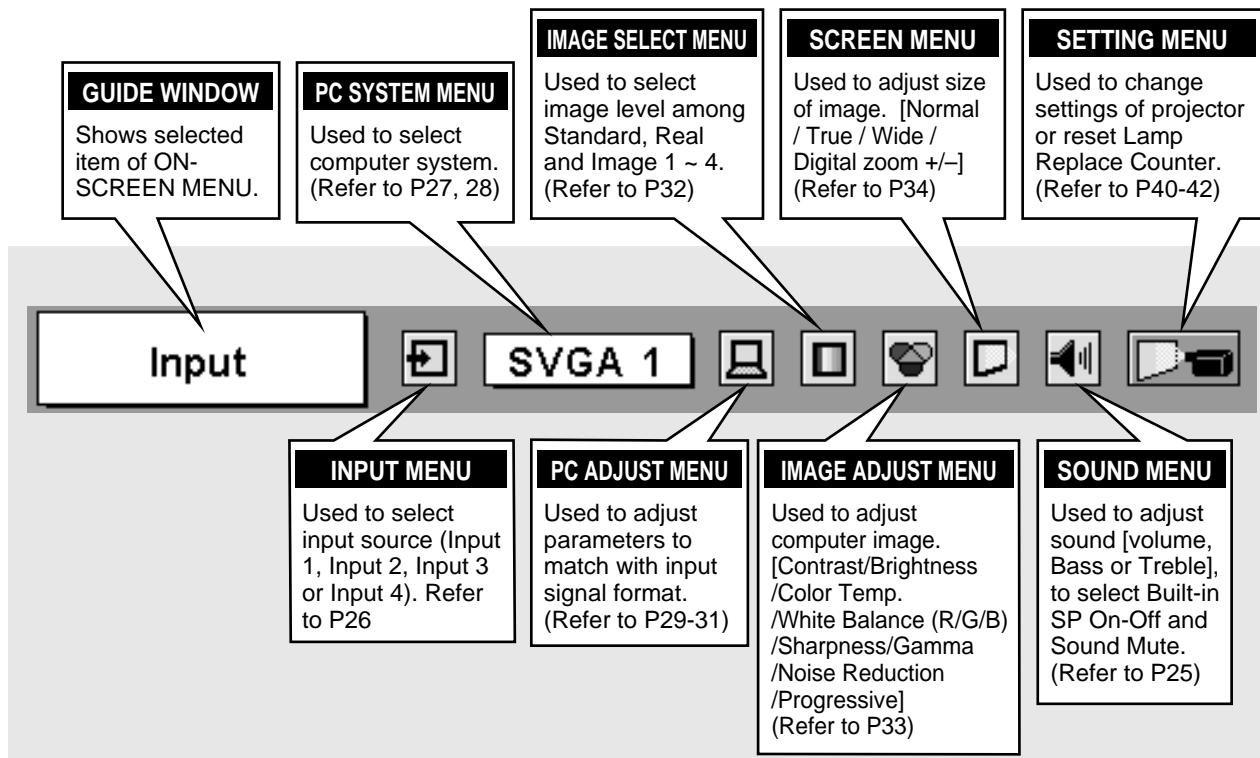 GUIDE WINDOW
Shows selected
item of ON-
SCREEN MENU.
PC SYSTEM MENU
Used to select
computer system.
(Refer to P27, 28)
IMAGE SELECT MENU
Used to select
image level among
Standard, Real
and Image 1 ~ 4.
(Refer to P32)
SCREEN MENU
Used to adjust size
of image. [Normal
/ True / Wide /
Digital zoom +/–]
(Refer to P34)
SETTING MENU
Used to change
settings of projector
or reset Lamp
Replace Counter.
(Refer to P40-42)
Input
SVGA 1
INPUT MENU
Used to select
input source (Input
1, Input 2, Input 3
or Input 4). Refer
to P26
PC ADJUST MENU
Used to adjust
parameters to
match with input
signal format.
(Refer to P29-31)
IMAGE ADJUST MENU
Used to adjust
computer image.
[Contrast/Brightness
/Color Temp.
/White Balance (R/G/B)
/Sharpness/Gamma
/Noise Reduction
/Progressive]
(Refer to P33)
SOUND MENU
Used to adjust
sound [volume,
Bass or Treble],
to select Built-in
SP On-Off and
Sound Mute.
(Refer to P25)